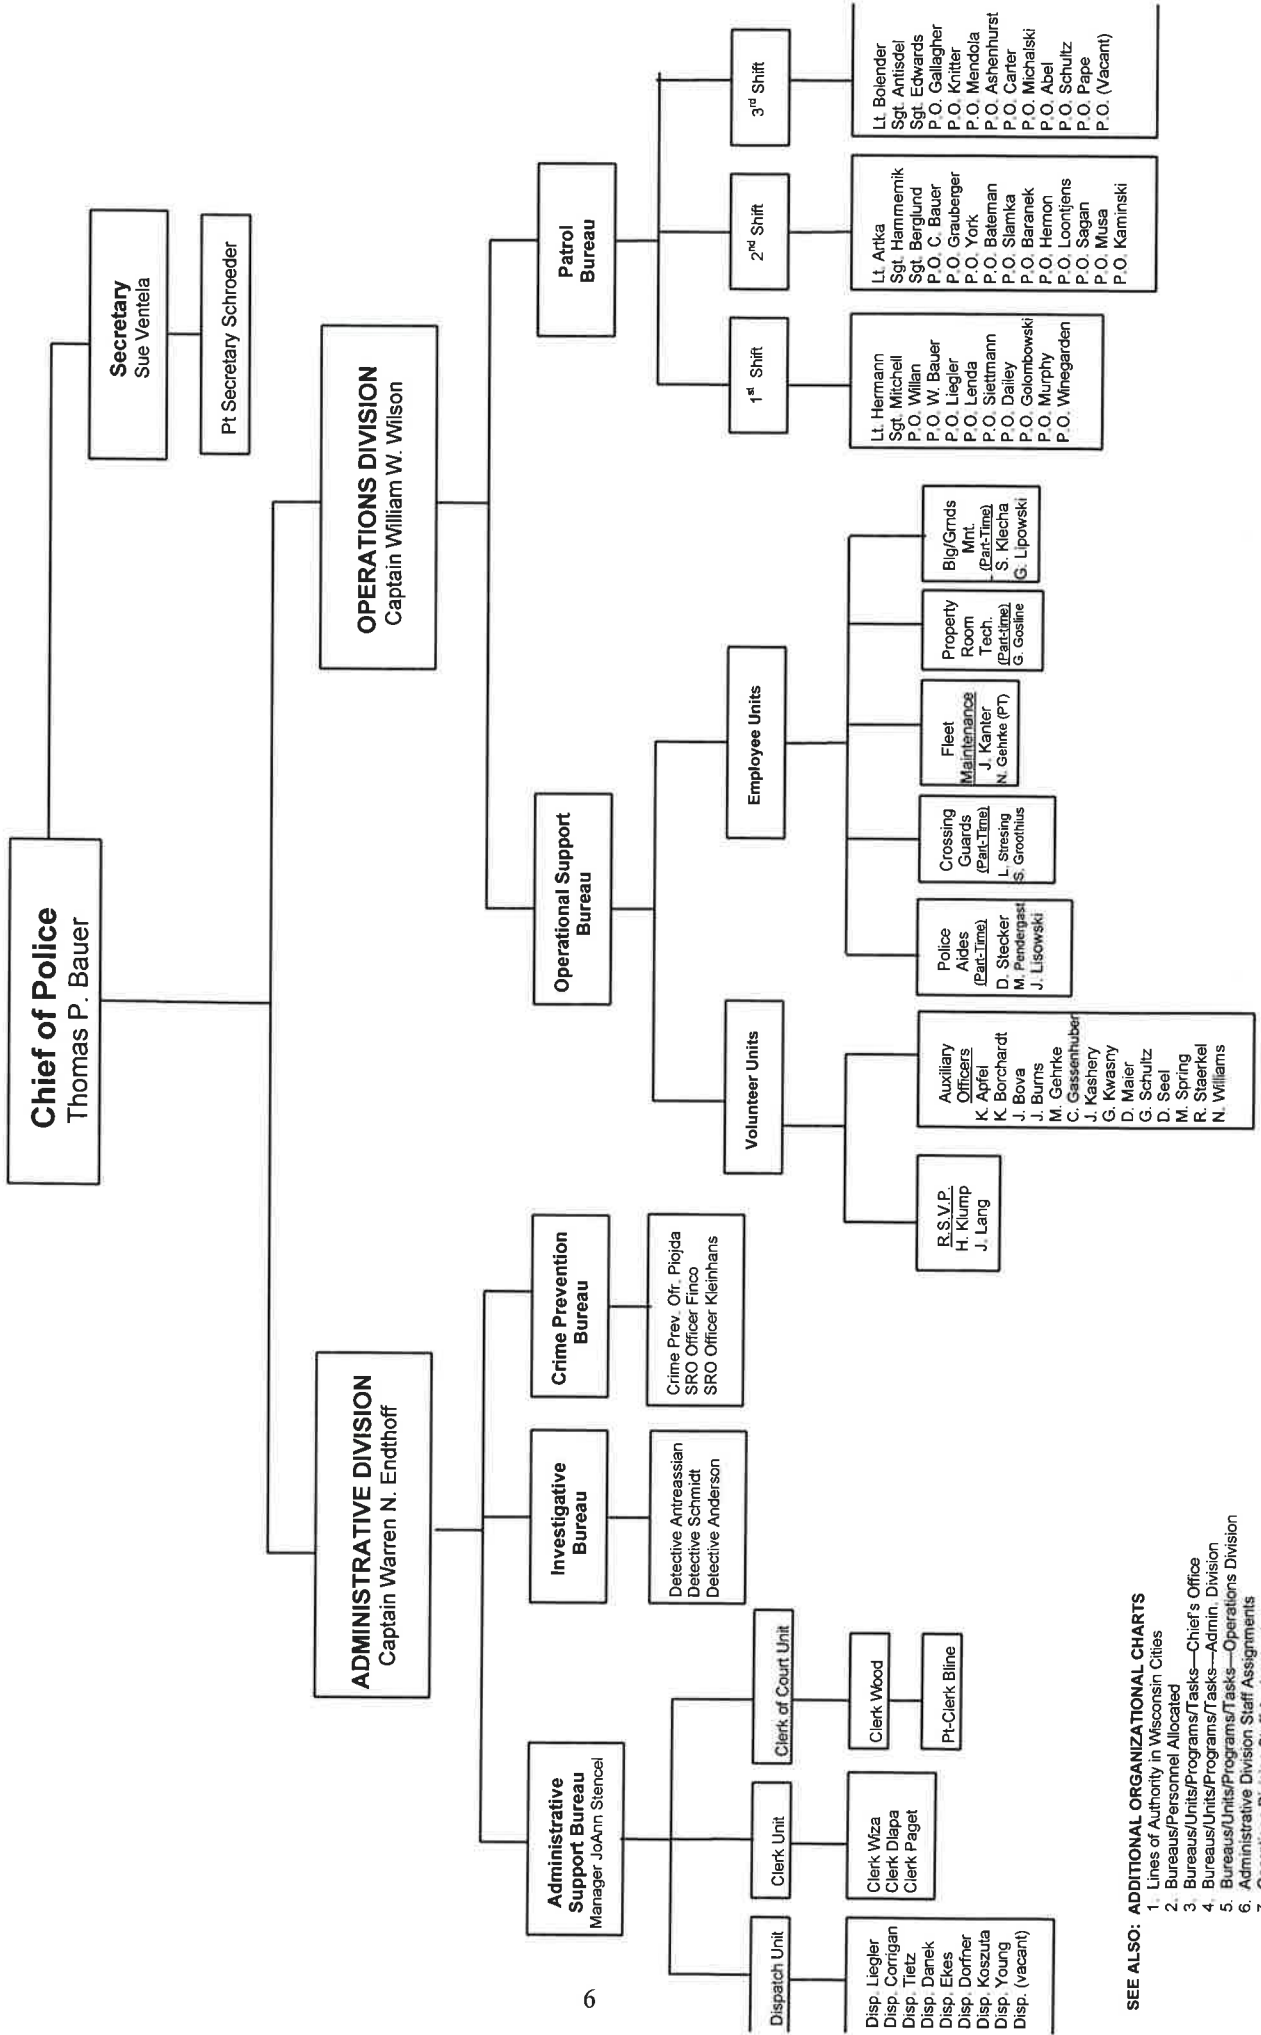 Chief of Police
Thomas P. Bauer
Secretary
Sue Ventela
Pt Secretary Schroeder
ADMINISTRATIVE DIVISION
Captain Warren N. Endthoff
OPERATIONS DIVISION
Captain William W. Wilson
Administrative
Support Bureau
Manager JoAnn Stencel
Investigative
Bureau
Crime Prevention
Bureau
Operational Support
Bureau
Patrol
Bureau
Detective Antreassian
Detective Schmidt
Detective Anderson
Crime Prev. Ofr. Piojda
SRO Officer Finco
SRO Officer Kleinhans
Dispatch Unit
Clerk Unit
Clerk of Court Unit
Volunteer Units
Employee Units
1st Shift
2nd Shift
3rd Shift
Disp. Liegler
Disp. Corrigan
Disp. Tietz
Disp. Danek
Disp. Ekes
Disp. Dorfner
Disp. Koszuta
Disp. Young
Disp. (vacant)
Clerk Wiza
Clerk Dlapa
Clerk Paget
Clerk Wood
Pt-Clerk Bline
R.S.V.P.
H. Klump
J. Lang
Auxiliary
Officers
K. Apfel
K. Borchardt
J. Bova
J. Burns
M. Gehrke
C. Gassenhuber
J. Kashery
G. Kwasny
D. Maier
G. Schultz
D. Seel
M. Spring
R. Staerkel
N. Williams
Police
Aides
(Part-Time)
D. Stecker
M. Pendergast
J. Lisowski
Crossing
Guards
(Part-Time)
L. Stresing
S. Groothius
Fleet
Maintenance
J. Kanter
N. Gehrke (PT)
Property
Room
Tech.
(Part-time)
G. Gosline
Blg/Grnds
Mnt.
(Part-Time)
S. Klecha
G. Lipowski
Lt. Hermann
Sgt. Mitchell
P.O. Willan
P.O. W. Bauer
P.O. Liegler
P.O. Lenda
P.O. Siettmann
P.O. Dailey
P.O. Golombowski
P.O. Murphy
P.O. Winegarden
Lt. Artka
Sgt. Hammernik
Sgt. Berglund
P.O. C. Bauer
P.O. Grauberger
P.O. York
P.O. Bateman
P.O. Slamka
P.O. Baranek
P.O. Hernon
P.O. Loontjens
P.O. Sagan
P.O. Musa
P.O. Kaminski
Lt. Bolender
Sgt. Antisdel
Sgt. Edwards
P.O. Gallagher
P.O. Knitter
P.O. Mendola
P.O. Ashenhurst
P.O. Carter
P.O. Michalski
P.O. Abel
P.O. Schultz
P.O. Pape
P.O. (Vacant)
SEE ALSO: ADDITIONAL ORGANIZATIONAL CHARTS
1. Lines of Authority in Wisconsin Cities
2. Bureaus/Personnel Allocated
3. Bureaus/Units/Programs/Tasks—Chief's Office
4. Bureaus/Units/Programs/Tasks—Admin. Division
5. Bureaus/Units/Programs/Tasks—Operations Division
6. Administrative Division Staff Assignments
7.
6